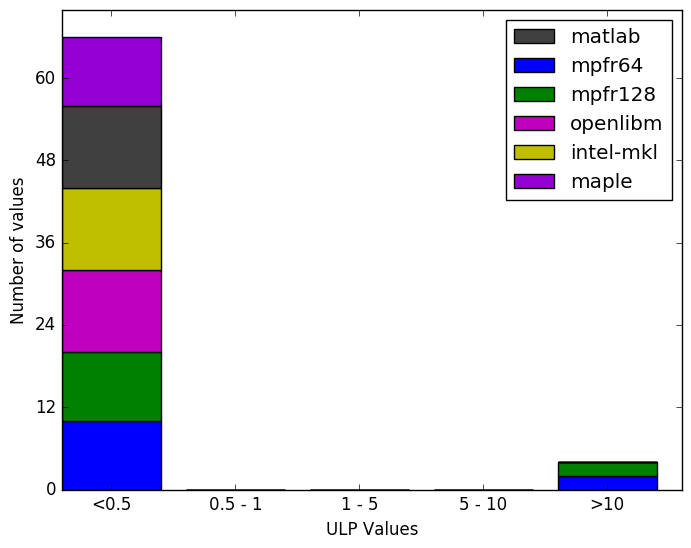 matlab
mpfr64
mpfr128
openlibm
intel-mkl
maple
Number of values
60
48
36
24
12
0
<0.5
0.5 - 1
1 - 5
5 - 10
>10
ULP Values